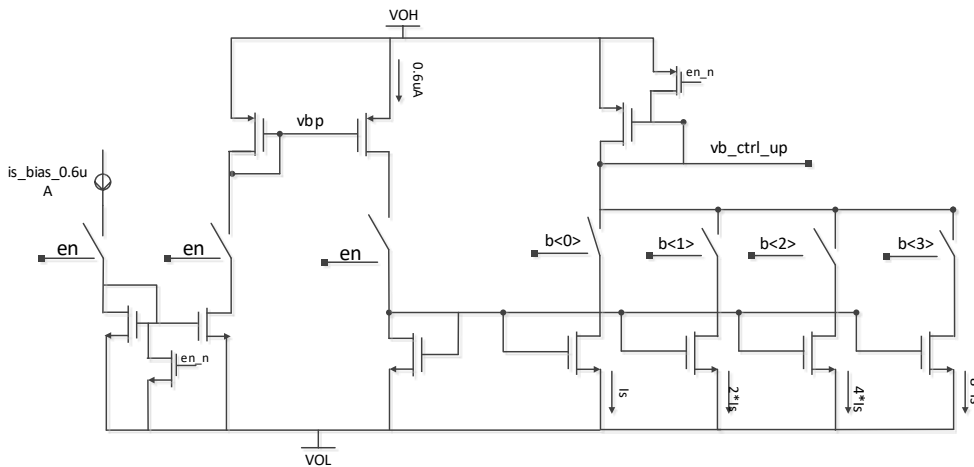 VOH
0.6uA
en_n
vbp
vb_ctrl_up
is_bias_0.6u
A
en
en
en
b<0>
b<1>
b<2>
b<3>
en_n
Is
2*Is
4*Is
VOL